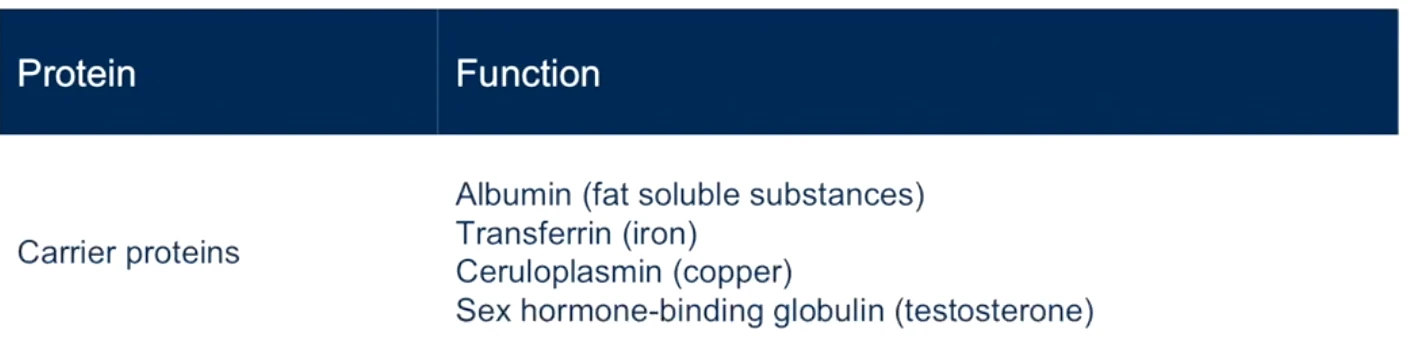 Protein
Function
Carrier proteins
Albumin (fat soluble substances)
Transferrin (iron)
Ceruloplasmin (copper)
Sex hormone-binding globulin (testosterone)